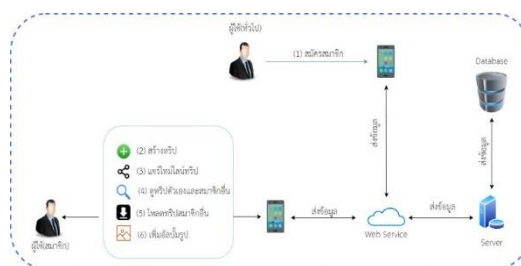 ผู้ใช้(ทั่วไป)
(1) สมัครสมาชิก
Database
ส่งข้อมูล
ส่งข้อมูล
(2) สร้างทริป
(3) แชร์ไทม์ไลน์ทริป
(4) ดูทริปตัวเองและสมาชิกอื่น
(5) โหลดทริปสมาชิกอื่น
(6) เพิ่มอัลบั้มรูป
ส่งข้อมูล
ส่งข้อมูล
Web Service
Server
ผู้ใช้(สมาชิก)